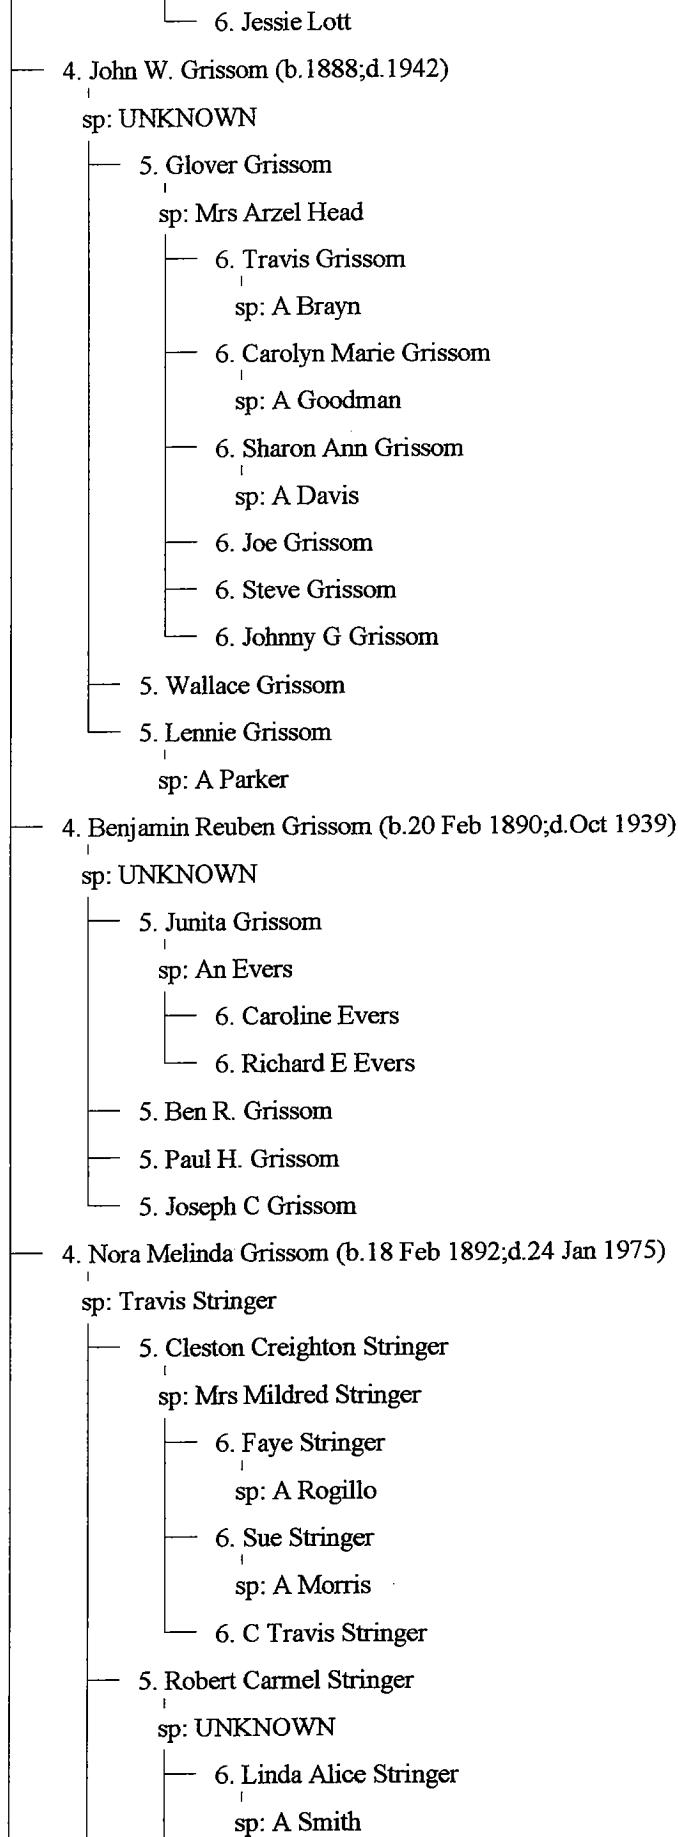 6. Jessie Lott
4. John W. Grissom (b.1888;d.1942)
sp: UNKNOWN
5. Glover Grissom
sp: Mrs Arzel Head
6. Travis Grissom
sp: A Brayn
6. Carolyn Marie Grissom
sp: A Goodman
6. Sharon Ann Grissom
sp: A Davis
6. Joe Grissom
6. Steve Grissom
6. Johnny G Grissom
5. Wallace Grissom
5. Lennie Grissom
sp: A Parker
4. Benjamin Reuben Grissom (b.20 Feb 1890;d.Oct 1939)
sp: UNKNOWN
5. Junita Grissom
sp: An Evers
6. Caroline Evers
6. Richard E Evers
5. Ben R. Grissom
5. Paul H. Grissom
5. Joseph C Grissom
4. Nora Melinda Grissom (b.18 Feb 1892;d.24 Jan 1975)
sp: Travis Stringer
5. Cleston Creighton Stringer
sp: Mrs Mildred Stringer
6. Faye Stringer
sp: A Rogillo
6. Sue Stringer
sp: A Morris
6. C Travis Stringer
5. Robert Carmel Stringer
sp: UNKNOWN
6. Linda Alice Stringer
sp: A Smith